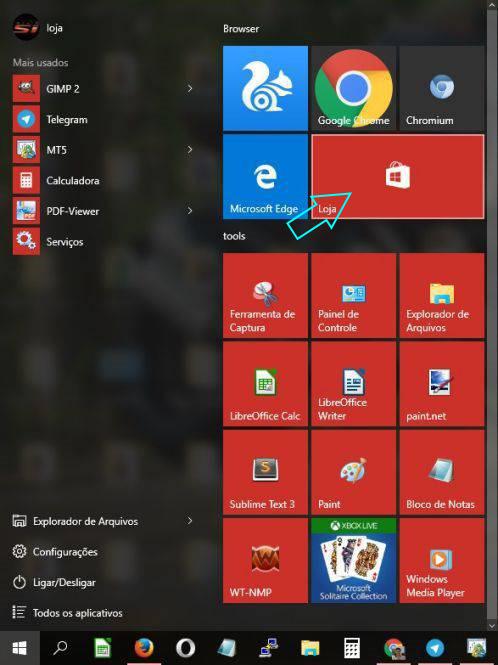 loja
Mais usados
GIMP 2
Telegram
MT5
Calculadora
PDF-Viewer
Serviços
Explorador de Arquivos
Configurações
Ligar/Desligar
Todos os aplicativos
Browser
Google Chrome
Chromium
Microsoft Edge
Loja
tools
Ferramenta de
Captura
Painel de
Controle
Explorador de
Arquivos
LibreOffice Calc
LibreOffice
Writer
paint.net
Sublime Text 3
Paint
Bloco de Notas
WT-NMP
XBOX LIVE
Microsoft
Solitaire Collection
Windows
Media Player